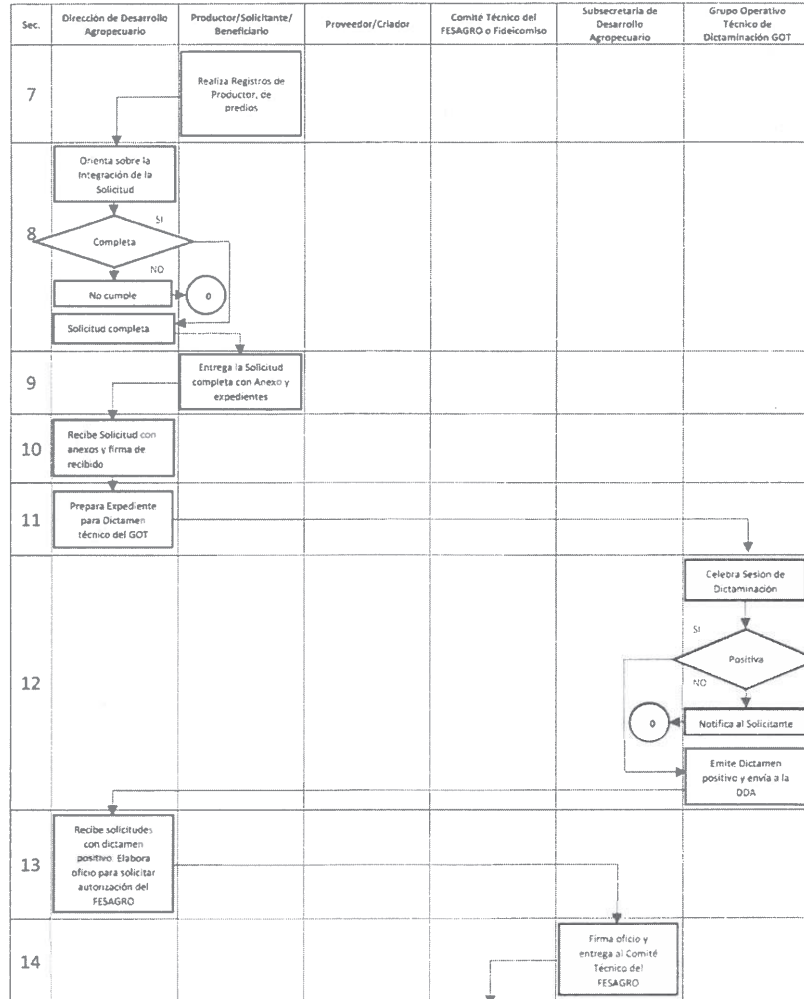 Sec.
Dirección de Desarrollo
Agropecuario
Productor/Solicitante/
Beneficiario
Proveedor/Criador
Comité Técnico del
FESAGRO o Fideicomiso
Subsecretaria de
Desarrollo
Agropecuario
Grupo Operativo
Técnico de
Dictaminación GOT
7
Realiza Registros de
Productor, de
predios
8
Orienta sobre la
Integración de la
Solicitud
SI
Completa
NO
No cumple
0
Solicitud completa
9
Entrega la Solicitud
completa con Anexo y
expedientes
10
Recibe Solicitud con
anexos y firma de
recibido
11
Prepara Expediente
para Dictamen
técnico del GOT
12
Celebra Sesión de
Dictaminación
SI
Positiva
NO
0
Notifica al Solicitante
Emite Dictamen
positivo y envía a la
DDA
13
Recibe solicitudes
con dictamen
positivo. Elabora
oficio para solicitar
autorización del
FESAGRO
14
Firma oficio y
entrega al Comité
Técnico del
FESAGRO